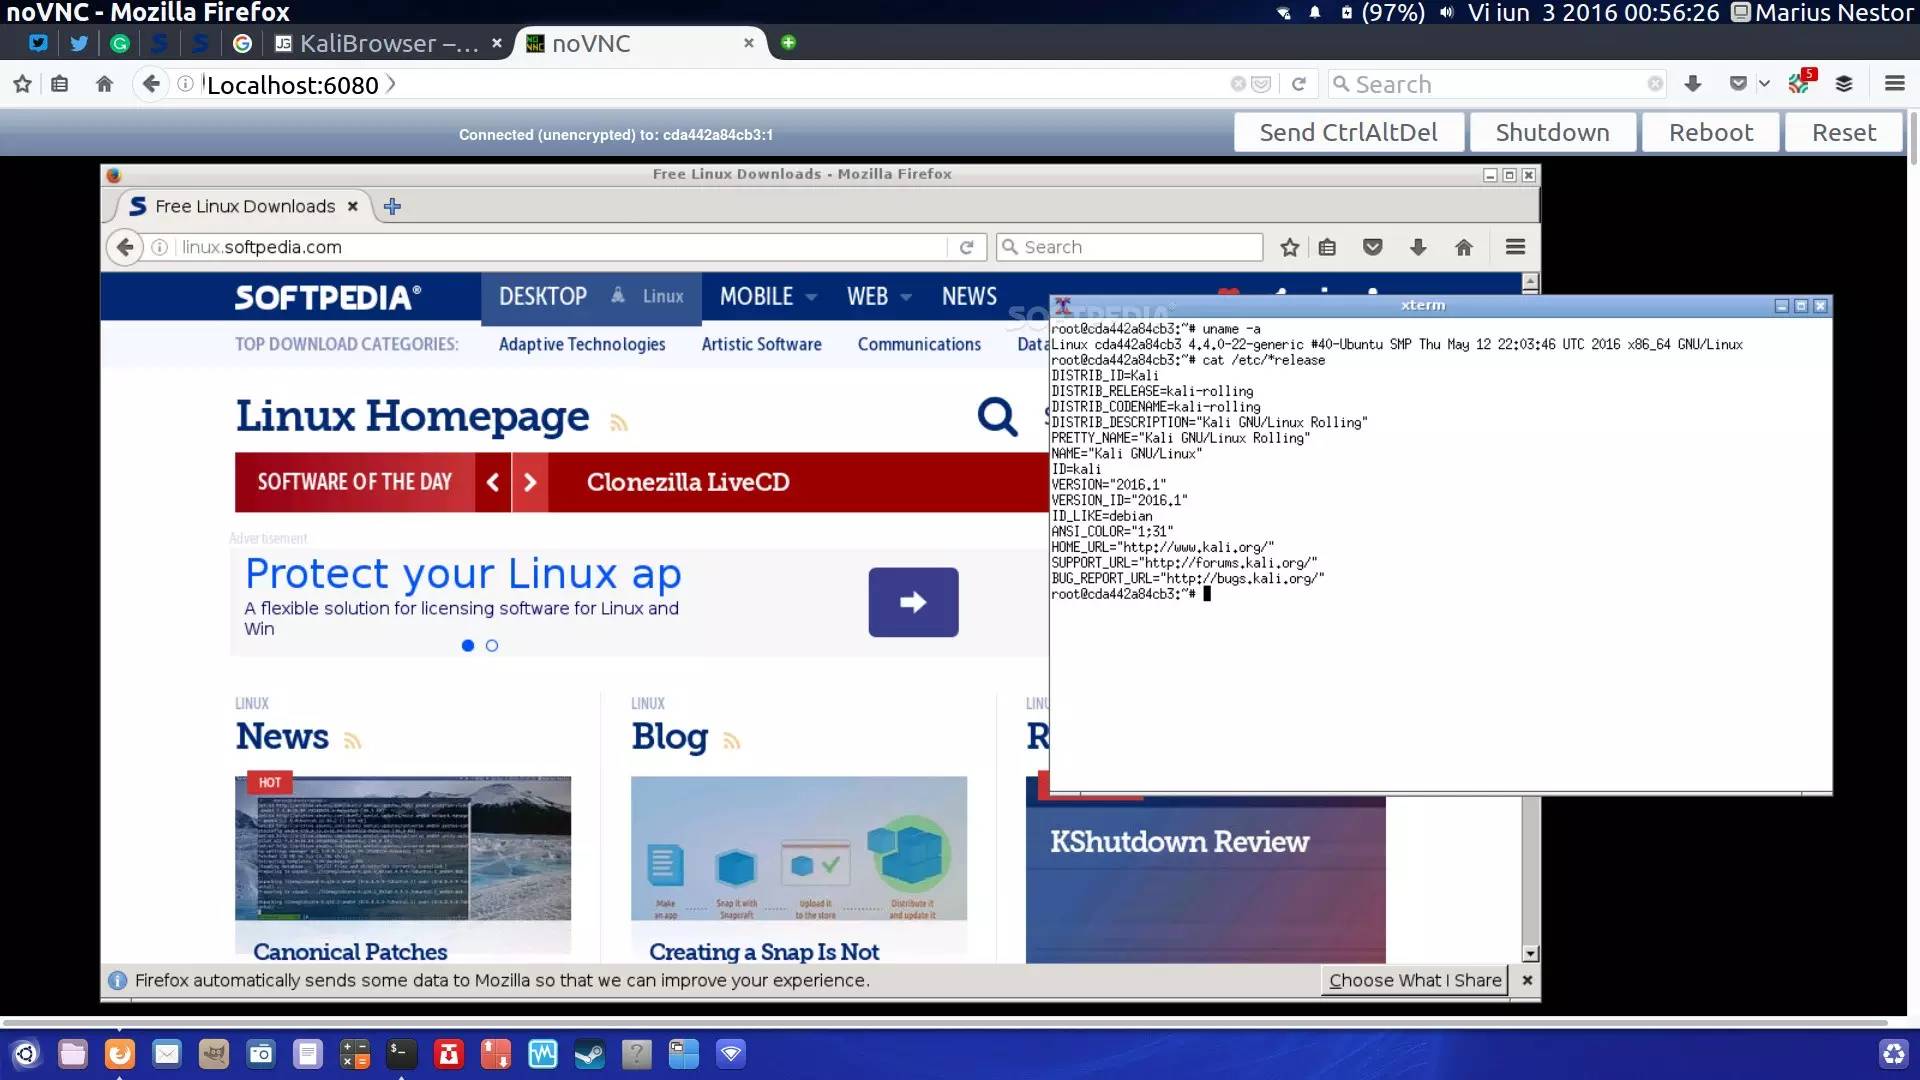 noVNC - Mozilla Firefox
(97%) Vi iun 3 2016 00:56:26 Marius Nestor
KaliBrowser –...
noVNC
Localhost:6080
Search
5
Connected (unencrypted) to: cda442a84cb3:1
Send CtrlAltDel
Shutdown
Reboot
Reset
Free Linux Downloads - Mozilla Firefox
Free Linux Downloads
linux.softpedia.com
Search
SOFTPEDIA®
DESKTOP Linux MOBILE WEB NEWS
TOP DOWNLOAD CATEGORIES: Adaptive Technologies Artistic Software Communications Data
Linux Homepage
SOFTWARE OF THE DAY
Clonezilla LiveCD
Advertisement
Protect your Linux ap
A flexible solution for licensing software for Linux and
Win
LINUX
News
HOT
Canonical Patches
LINUX
Blog
Make
an app
Snap it with
Snapcraft
Upload it
to the store
Distribute it
and update it
Creating a Snap Is Not
LINU
R
KShutdown Review
xterm
root@cda442a84cb3:~# uname -a
Linux cda442a84cb3 4.4.0-22-generic #40-Ubuntu SMP Thu May 12 22:03:46 UTC 2016 x86_64 GNU/Linux
root@cda442a84cb3:~# cat /etc/*release
DISTRIB_ID=Kali
DISTRIB_RELEASE=kali-rolling
DISTRIB_CODENAME=kali-rolling
DISTRIB_DESCRIPTION="Kali GNU/Linux Rolling"
PRETTY_NAME="Kali GNU/Linux Rolling"
NAME="Kali GNU/Linux"
ID=kali
VERSION="2016.1"
VERSION_ID="2016.1"
ID_LIKE=debian
ANSI_COLOR="1;31"
HOME_URL="http://www.kali.org/"
SUPPORT_URL="http://forums.kali.org/"
BUG_REPORT_URL="http://bugs.kali.org/"
root@cda442a84cb3:~#
Firefox automatically sends some data to Mozilla so that we can improve your experience.
Choose What I Share